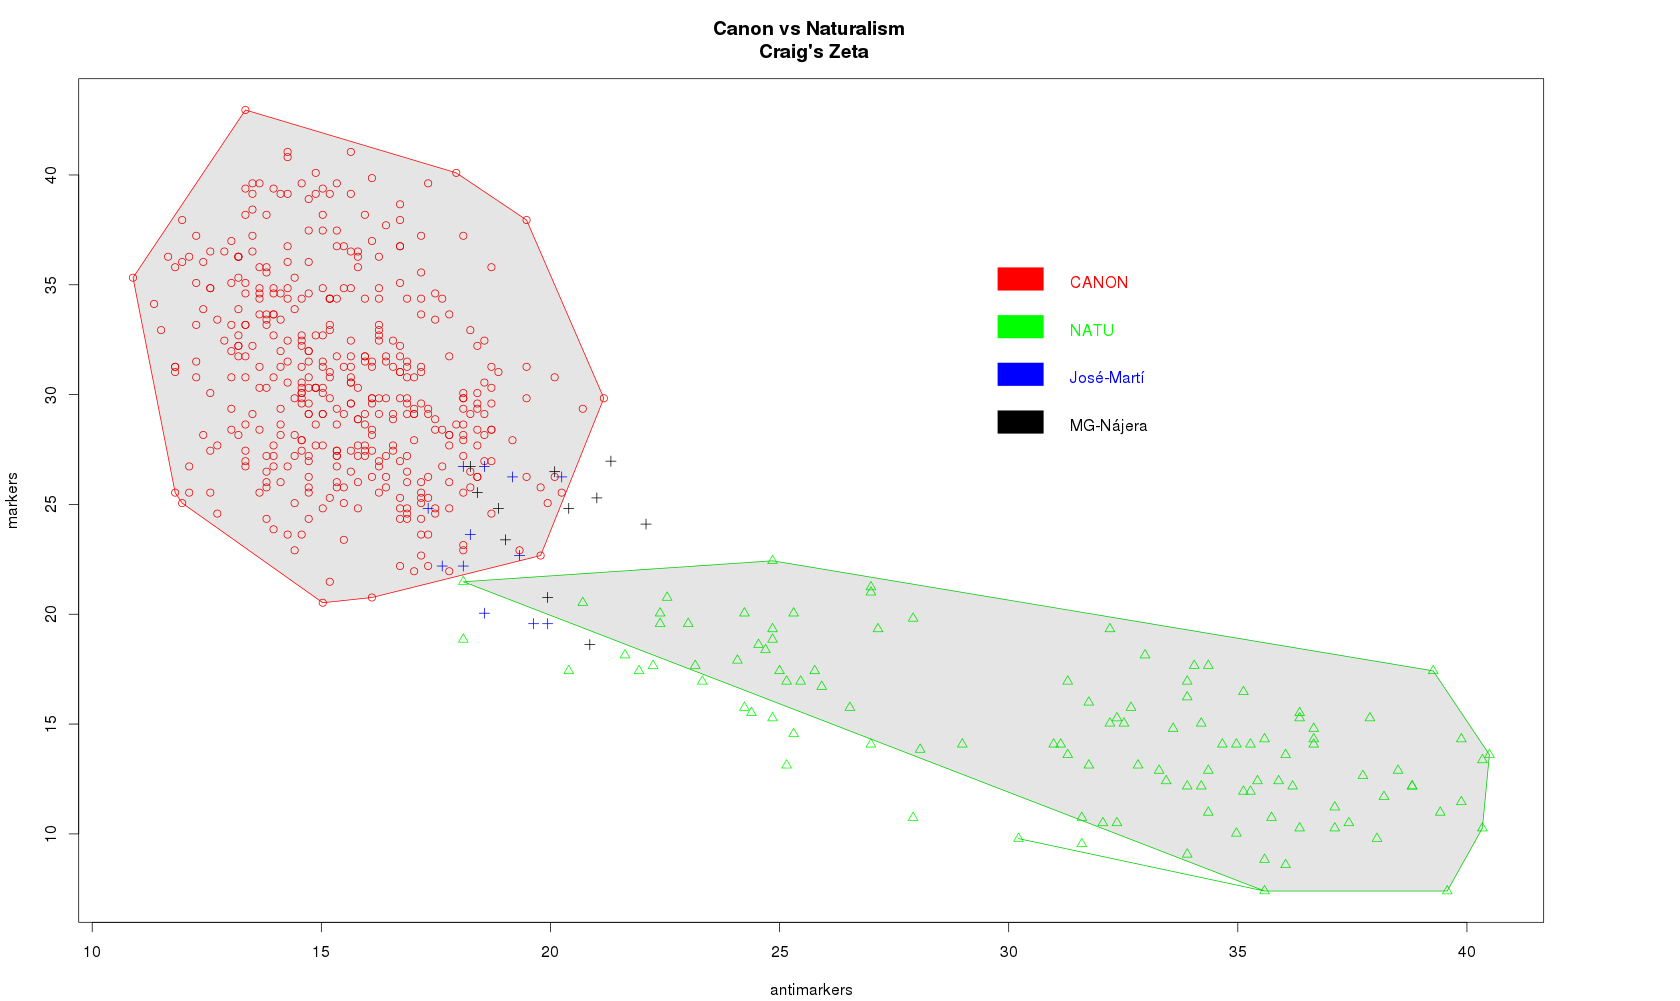 Canon vs Naturalism
Craig's Zeta
markers
40
35
30
25
20
15
10
CANON
NATU
José-Martí
MG-Nájera
10 15 20 25 30 35 40
antimarkers